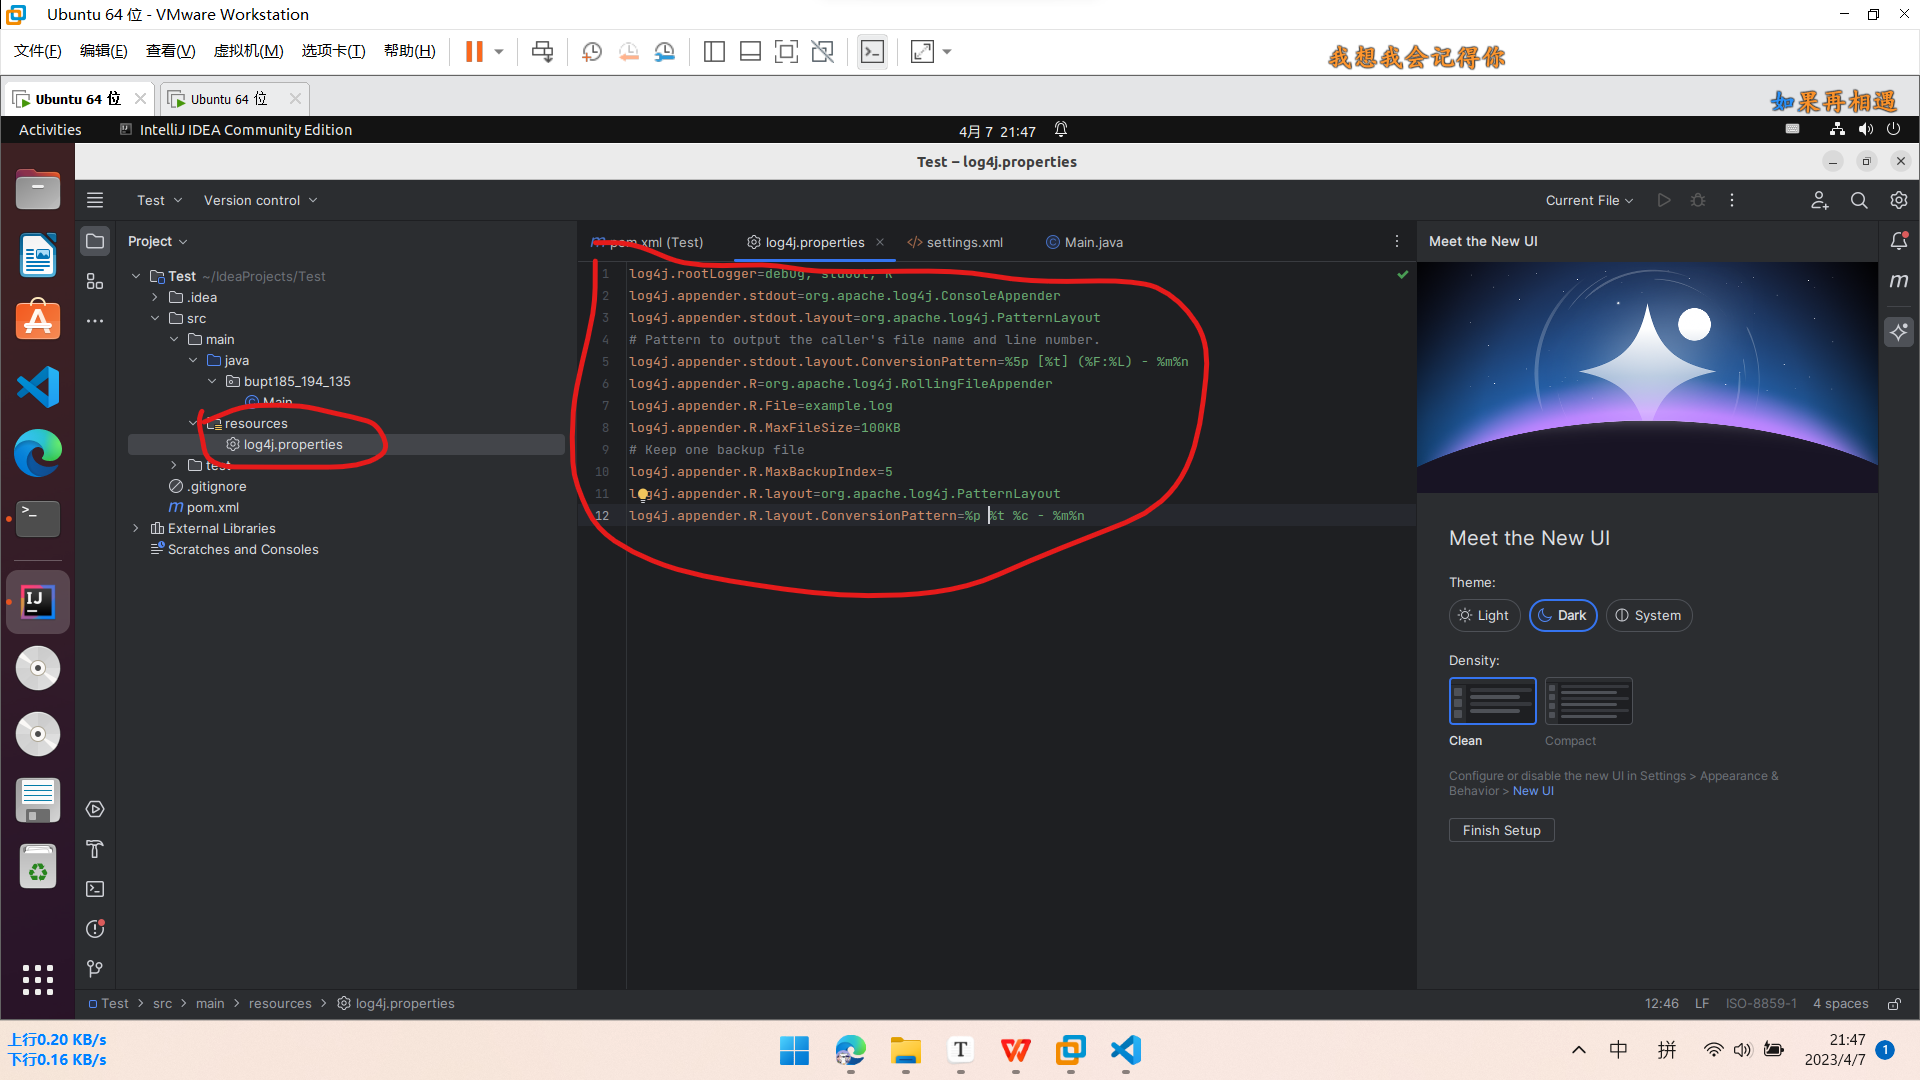 Ubuntu 64 位 - VMware Workstation
文件(F) 编辑(E) 查看(V) 虚拟机(M) 选项卡(T) 帮助(H)
我想我会记得你
如果再相遇
Ubuntu 64 位
Ubuntu 64 位
Activities
IntelliJ IDEA Community Edition
4月 7 21:47
Test – log4j.properties
Test
Version control
Current File
Project
pom.xml (Test)
log4j.properties
settings.xml
Main.java
Meet the New UI
Test ~/IdeaProjects/Test
.idea
src
main
java
bupt185_194_135
Main
resources
log4j.properties
test
.gitignore
pom.xml
External Libraries
Scratches and Consoles
1 log4j.rootLogger=debug, stdout, R
2 log4j.appender.stdout=org.apache.log4j.ConsoleAppender
3 log4j.appender.stdout.layout=org.apache.log4j.PatternLayout
4 # Pattern to output the caller's file name and line number.
5 log4j.appender.stdout.layout.ConversionPattern=%5p [%t] (%F:%L) - %m%n
6 log4j.appender.R=org.apache.log4j.RollingFileAppender
7 log4j.appender.R.File=example.log
8 log4j.appender.R.MaxFileSize=100KB
9 # Keep one backup file
10 log4j.appender.R.MaxBackupIndex=5
11 log4j.appender.R.layout=org.apache.log4j.PatternLayout
12 log4j.appender.R.layout.ConversionPattern=%p %t %c - %m%n
Meet the New UI
Theme:
Light
Dark
System
Density:
Clean
Compact
Configure or disable the new UI in Settings > Appearance &
Behavior > New UI
Finish Setup
Test > src > main > resources > log4j.properties
12:46 LF ISO-8859-1 4 spaces
上行0.20 KB/s
下行0.16 KB/s
中
拼
21:47
2023/4/7
1